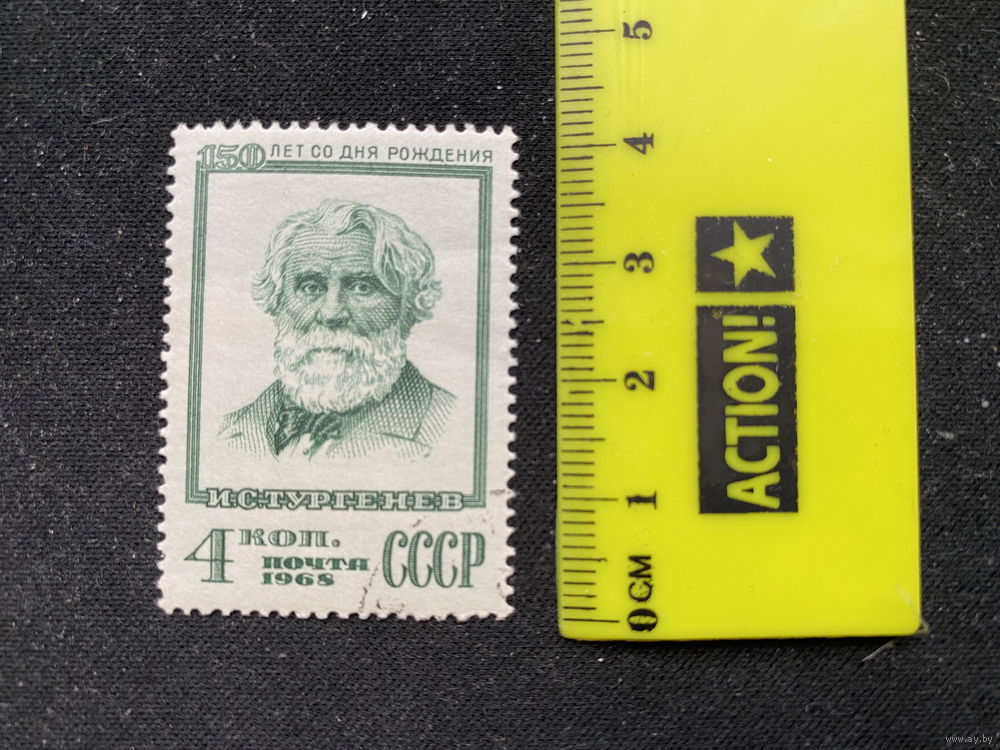 150 ЛЕТ СО ДНЯ РОЖДЕНИЯ
И.С.ТУРГЕНЕВ
4 КОП.
ПОЧТА
1968
СССР
5
4
3
2
1
0 СМ
ACTION!
www.ay.by